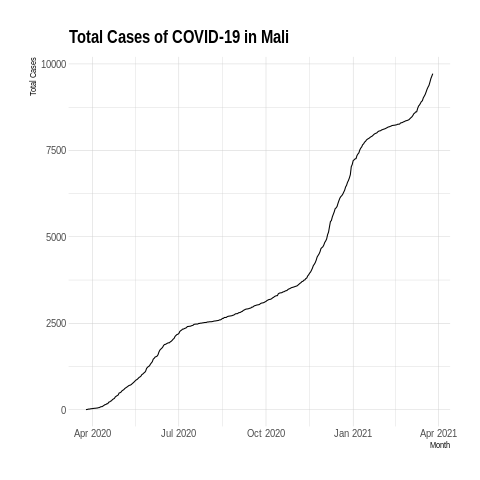 Total Cases of COVID-19 in Mali
Total Cases
10000
7500
5000
2500
0
Apr 2020 Jul 2020 Oct 2020 Jan 2021 Apr 2021
Month